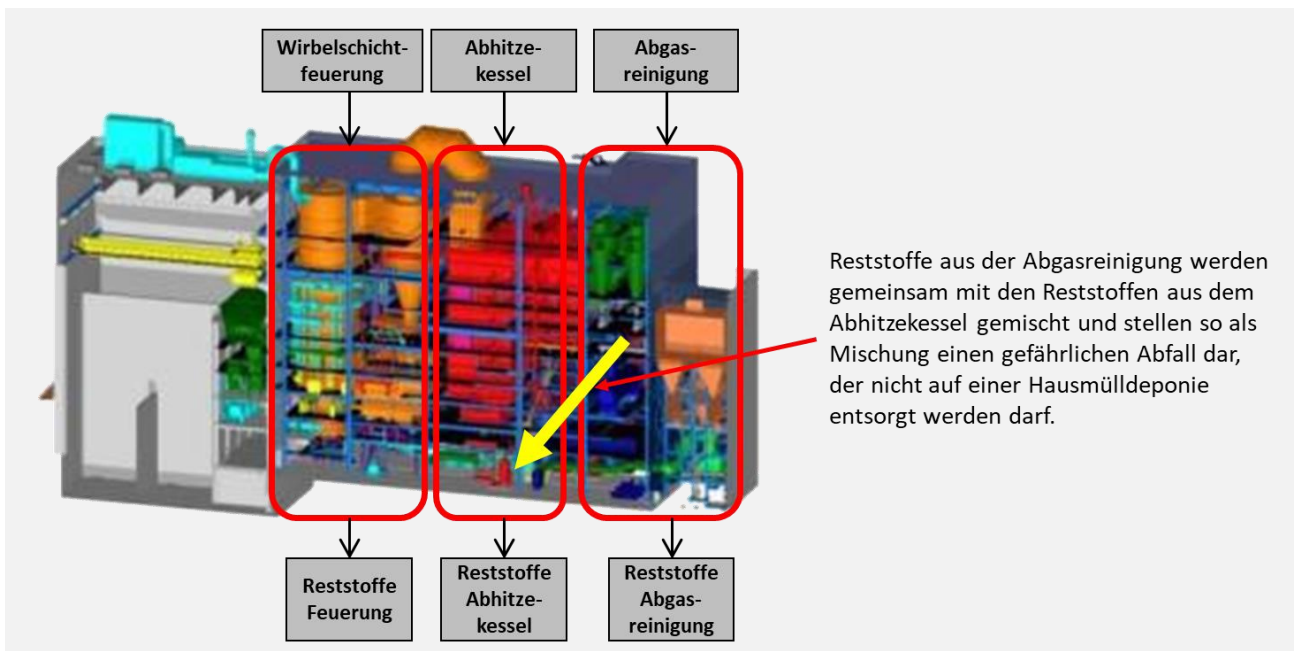 Wirbelschicht-
feuerung
Abhitze-
kessel
Abgas-
reinigung
Reststoffe aus der Abgasreinigung werden
gemeinsam mit den Reststoffen aus dem
Abhitzekessel gemischt und stellen so als
Mischung einen gefährlichen Abfall dar,
der nicht auf einer Hausmülldeponie
entsorgt werden darf.
Reststoffe
Feuerung
Reststoffe
Abhitze-
kessel
Reststoffe
Abgas-
reinigung